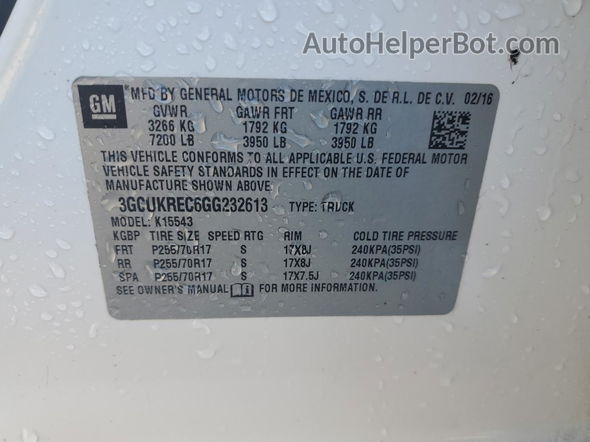 AutoHelperBot.com
GM
MFD BY GENERAL MOTORS DE MEXICO, S. DE R.L. DE C.V. 02/16
GVWR GAWR FRT GAWR RR
3266 KG 1792 KG 1792 KG
7200 LB 3950 LB 3950 LB
THIS VEHICLE CONFORMS TO ALL APPLICABLE U.S. FEDERAL MOTOR
VEHICLE SAFETY STANDARDS IN EFFECT ON THE DATE OF
MANUFACTURE SHOWN ABOVE.
3GCUKREC6GG232613 TYPE: TRUCK
MODEL: K15543
KGBP TIRE SIZE SPEED RTG RIM COLD TIRE PRESSURE
FRT P255/70R17 S 17X8J 240KPA(35PSI)
RR P255/70R17 S 17X8J 240KPA(35PSI)
SPA P255/70R17 S 17X7.5J 240KPA(35PSI)
SEE OWNER'S MANUAL FOR MORE INFORMATION.